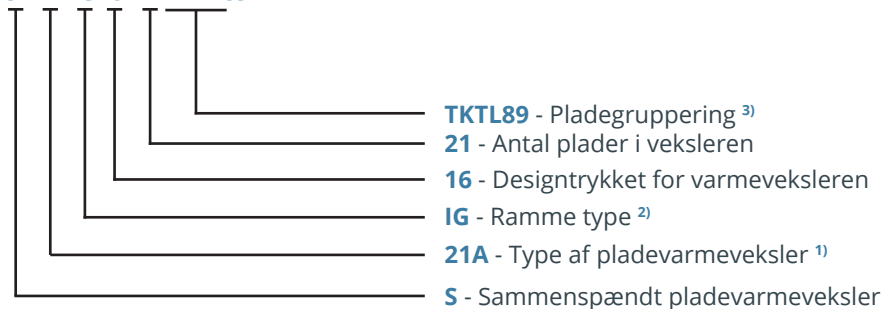 TKTL89 - Pladegruppering ³⁾
21 - Antal plader i veksleren
16 - Designtrykket for varmeveksleren
IG - Ramme type ²⁾
21A - Type af pladevarmeveksler ¹⁾
S - Sammenspændt pladevarmeveksler